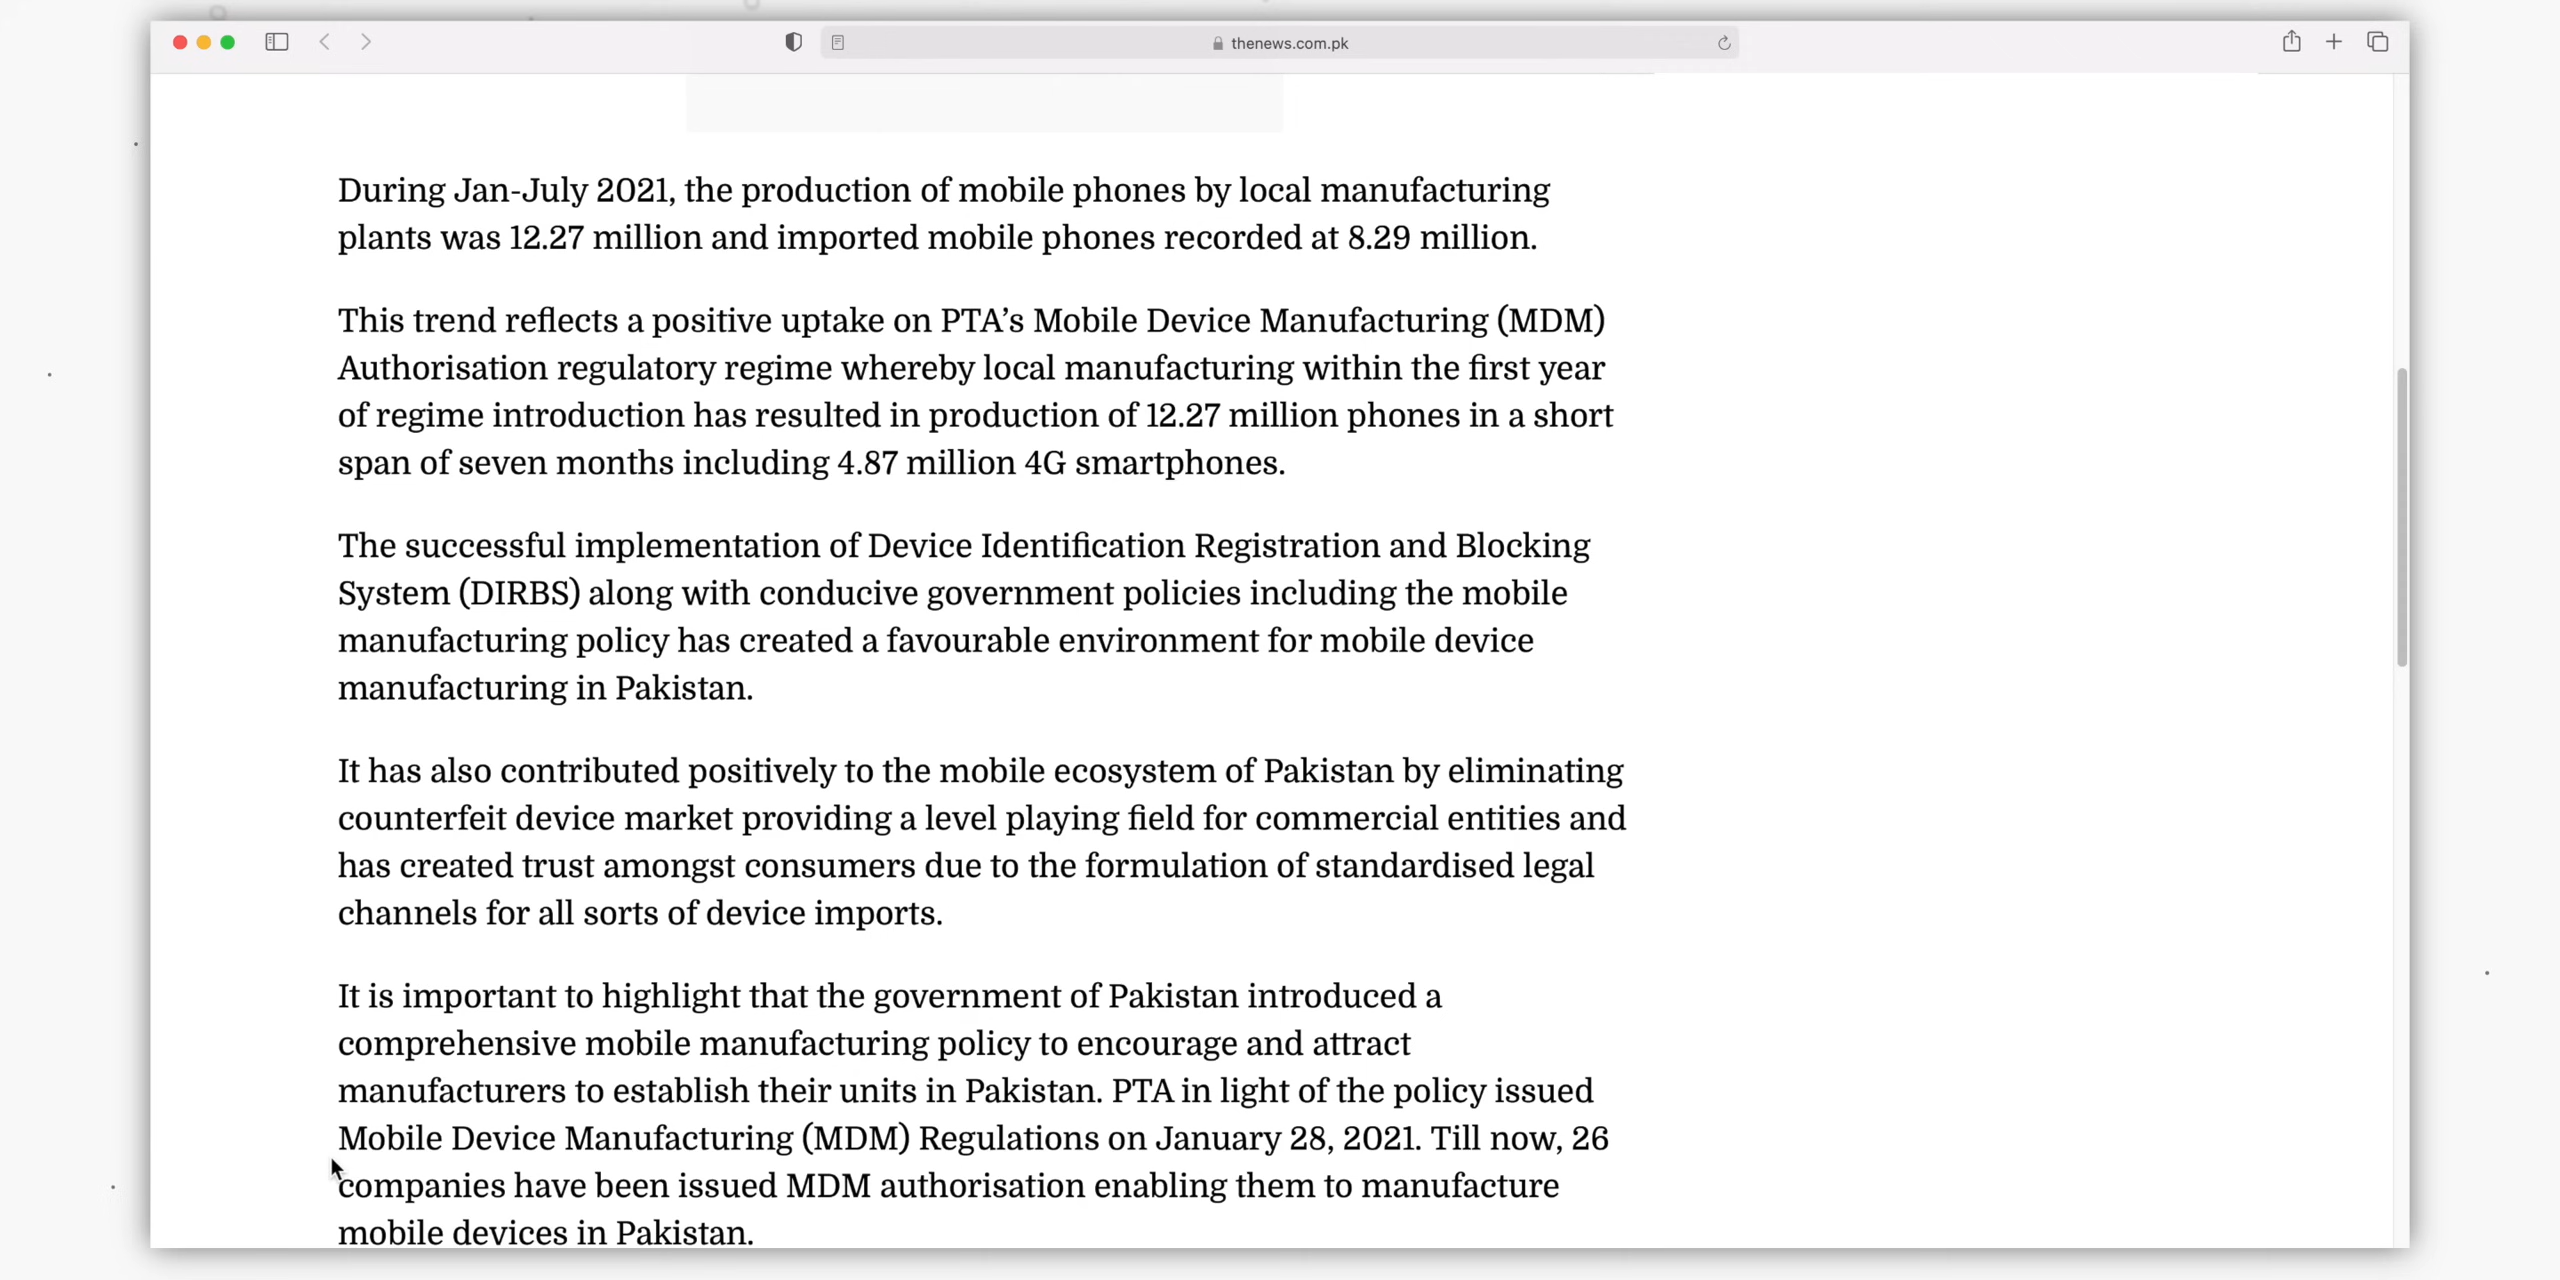 thenews.com.pk
During Jan-July 2021, the production of mobile phones by local manufacturing
plants was 12.27 million and imported mobile phones recorded at 8.29 million.
This trend reflects a positive uptake on PTA’s Mobile Device Manufacturing (MDM)
Authorisation regulatory regime whereby local manufacturing within the first year
of regime introduction has resulted in production of 12.27 million phones in a short
span of seven months including 4.87 million 4G smartphones.
The successful implementation of Device Identification Registration and Blocking
System (DIRBS) along with conducive government policies including the mobile
manufacturing policy has created a favourable environment for mobile device
manufacturing in Pakistan.
It has also contributed positively to the mobile ecosystem of Pakistan by eliminating
counterfeit device market providing a level playing field for commercial entities and
has created trust amongst consumers due to the formulation of standardised legal
channels for all sorts of device imports.
It is important to highlight that the government of Pakistan introduced a
comprehensive mobile manufacturing policy to encourage and attract
manufacturers to establish their units in Pakistan. PTA in light of the policy issued
Mobile Device Manufacturing (MDM) Regulations on January 28, 2021. Till now, 26
companies have been issued MDM authorisation enabling them to manufacture
mobile devices in Pakistan.